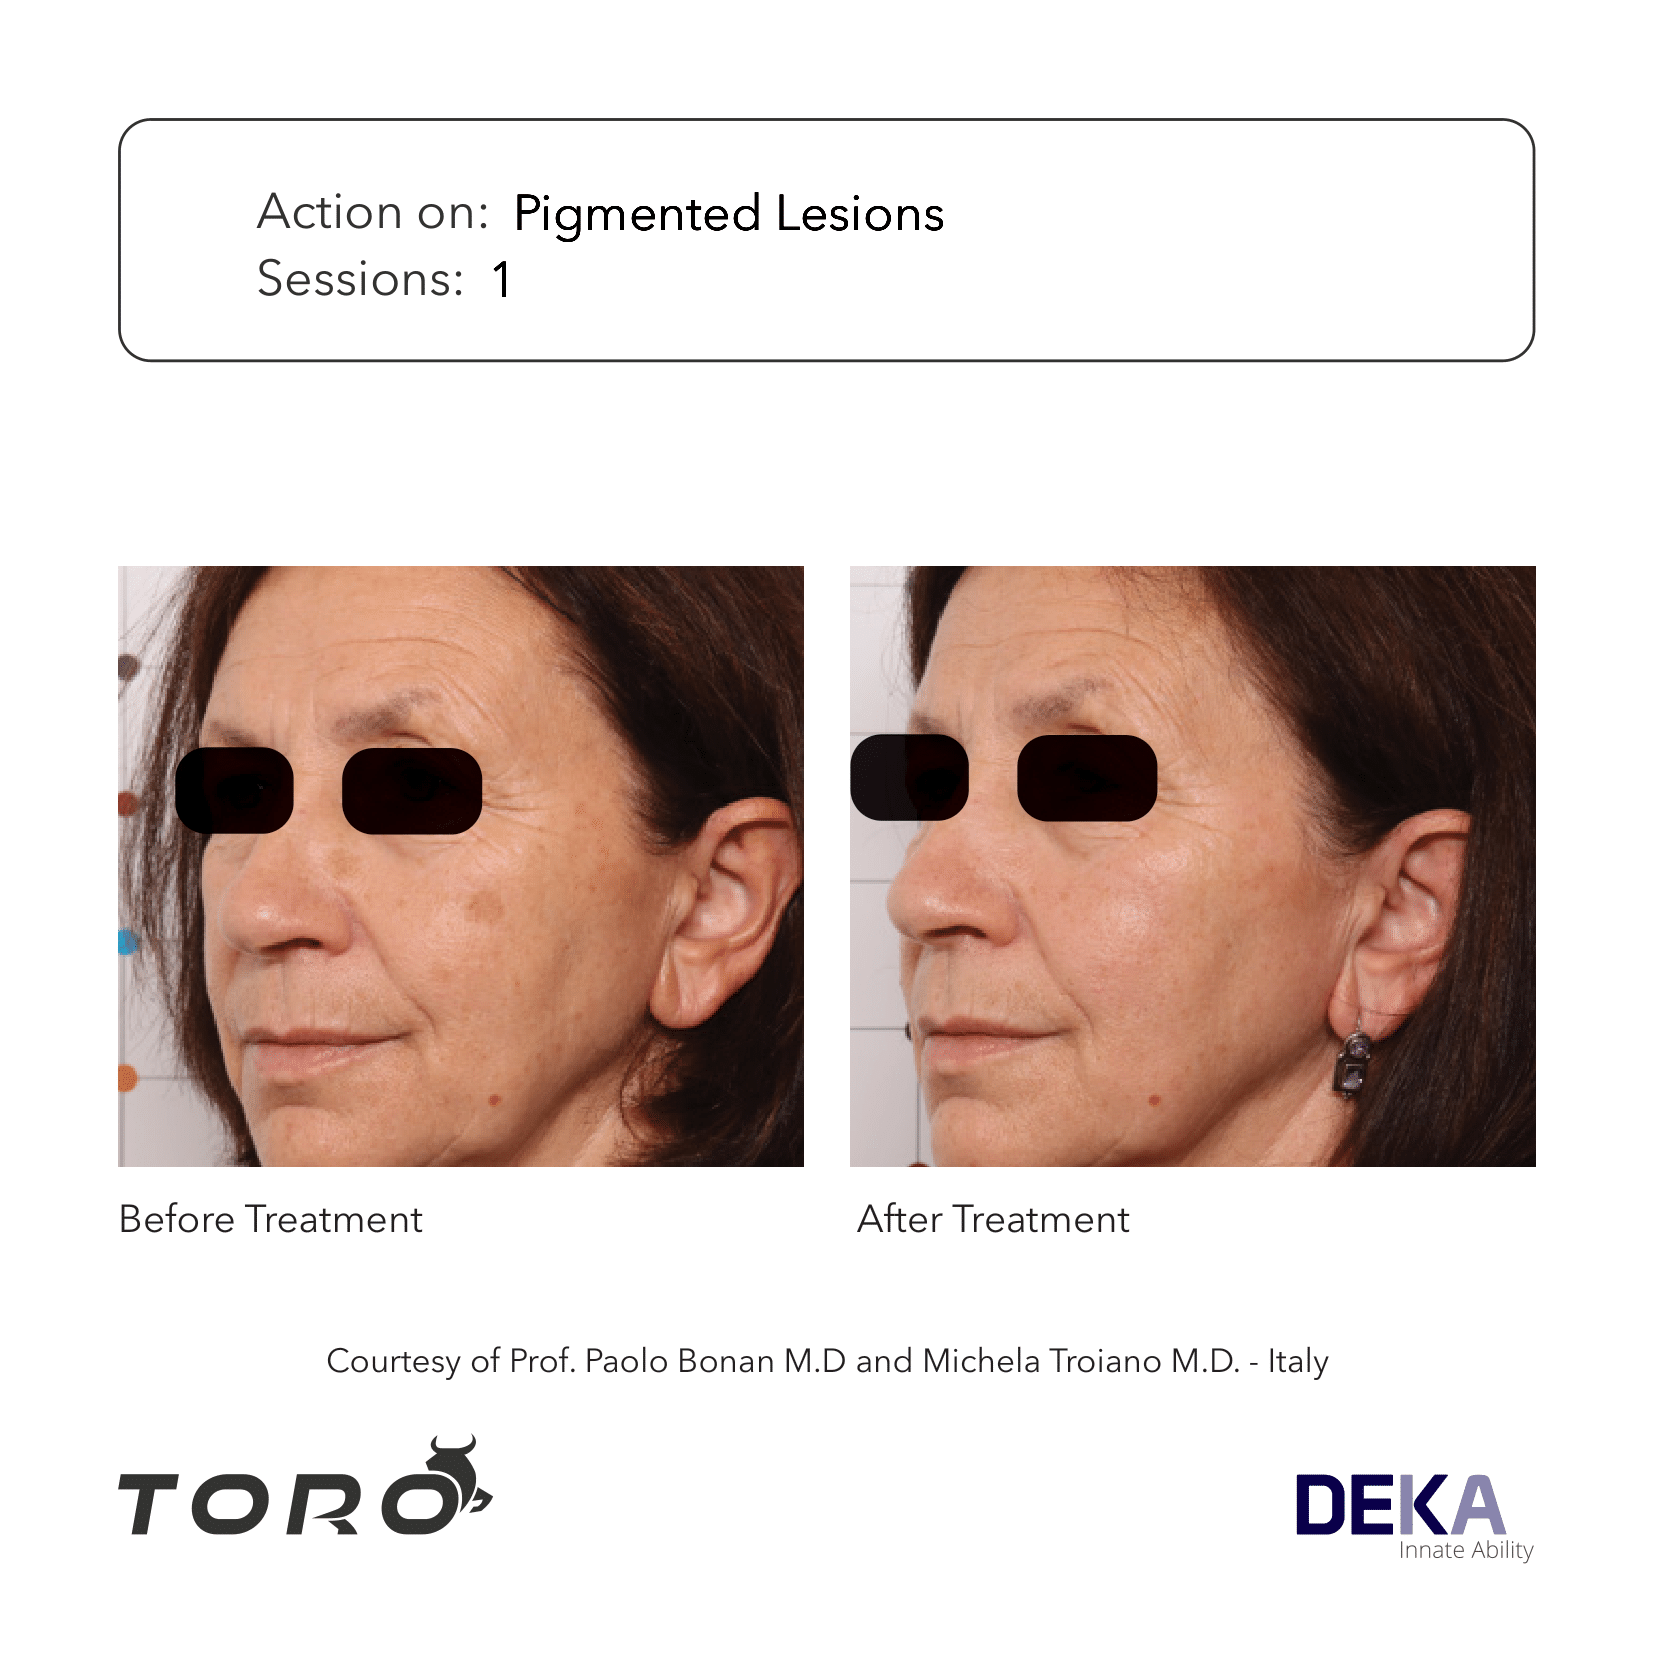 Action on: Pigmented Lesions
Sessions: 1
Before Treatment
After Treatment
Courtesy of Prof. Paolo Bonan M.D and Michela Troiano M.D. - Italy
TORO
DEKA
Innate Ability